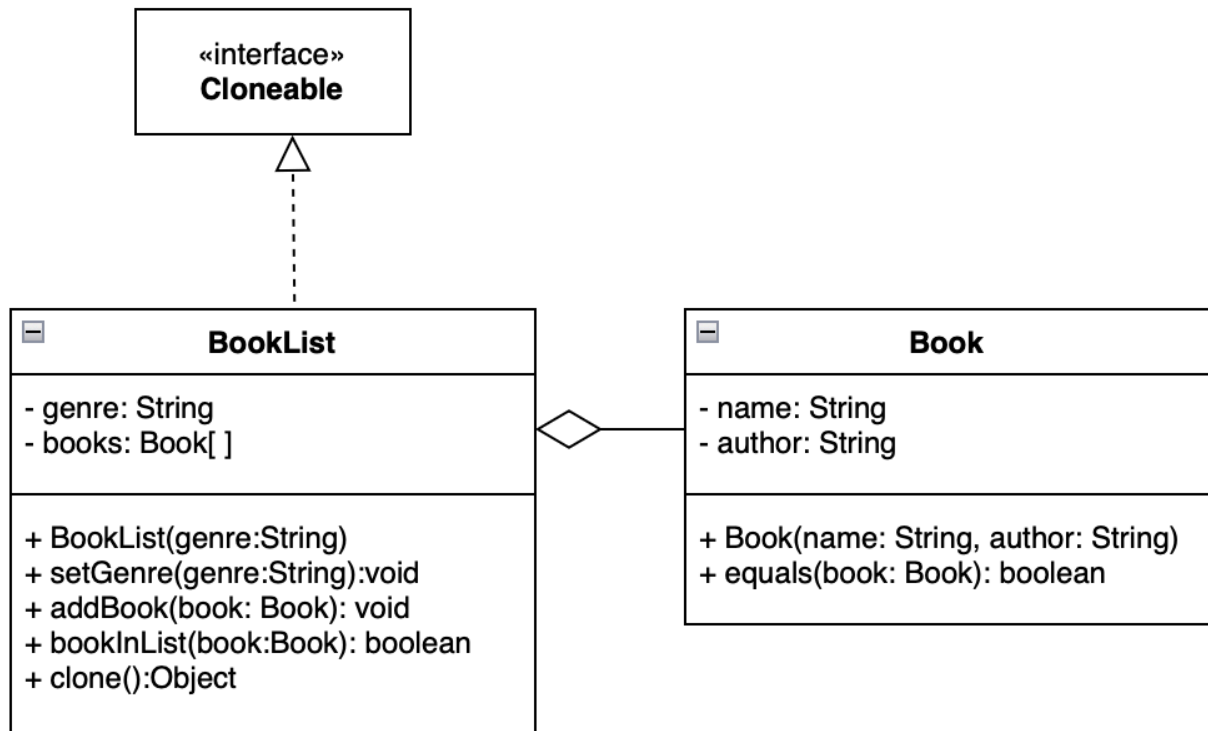 «interface»
Cloneable
BookList
- genre: String
- books: Book[ ]
+ BookList(genre:String)
+ setGenre(genre:String):void
+ addBook(book: Book): void
+ bookInList(book:Book): boolean
+ clone():Object
Book
- name: String
- author: String
+ Book(name: String, author: String)
+ equals(book: Book): boolean